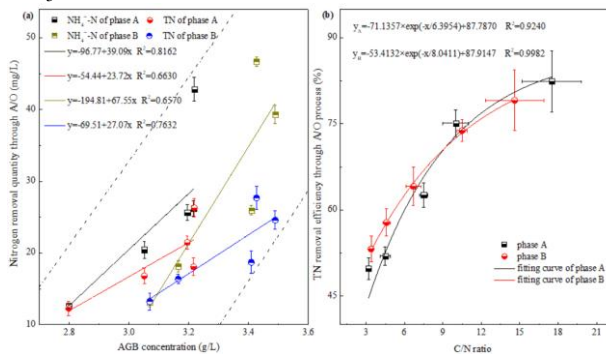 (a)
NH₄⁺-N of phase A TN of phase A
NH₄⁺-N of phase B TN of phase B
y=-96.77+39.09x R²=0.8162
y=-54.44+23.72x R²=0.6630
y=-194.81+67.55x R²=0.6570
y=-69.51+27.07x R²=0.7632
Nitrogen removal quantity through A/O (mg/L)
50
40
30
20
10
2.8 3.0 3.2 3.4 3.6
AGB concentration (g/L)
(b)
y_A=-71.1357×exp(-x/6.3954)+87.7870 R²=0.9240
y_B=-53.4132×exp(-x/8.0411)+87.9147 R²=0.9982
TN removal efficiency through A/O process (%)
90
75
60
45
phase A
phase B
fitting curve of phase A
fitting curve of phase B
0 3 6 9 12 15 18 21
C/N ratio